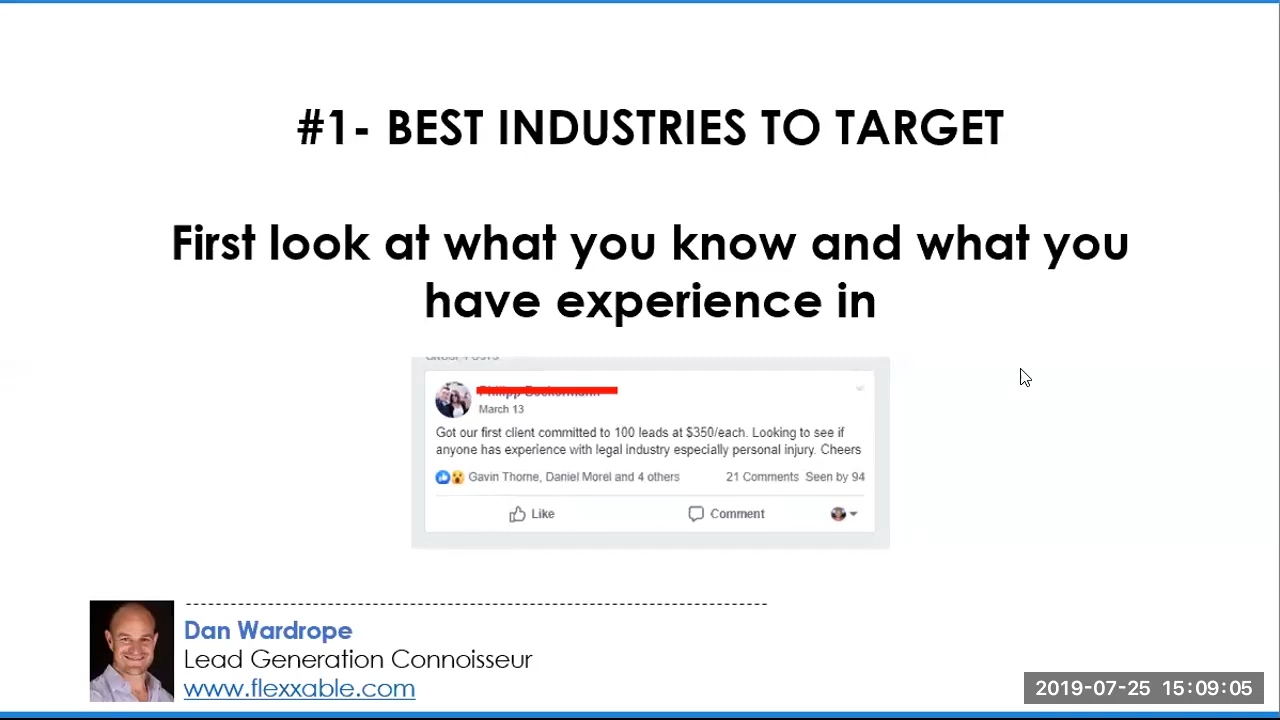 #1- BEST INDUSTRIES TO TARGET
First look at what you know and what you
have experience in
March 13
Got our first client committed to 100 leads at $350/each. Looking to see if
anyone has experience with legal industry especially personal injury. Cheers
Gavin Thorne, Daniel Morel and 4 others 21 Comments Seen by 94
Like Comment
Dan Wardrope
Lead Generation Connoisseur
www.flexxable.com
2019-07-25 15:09:05